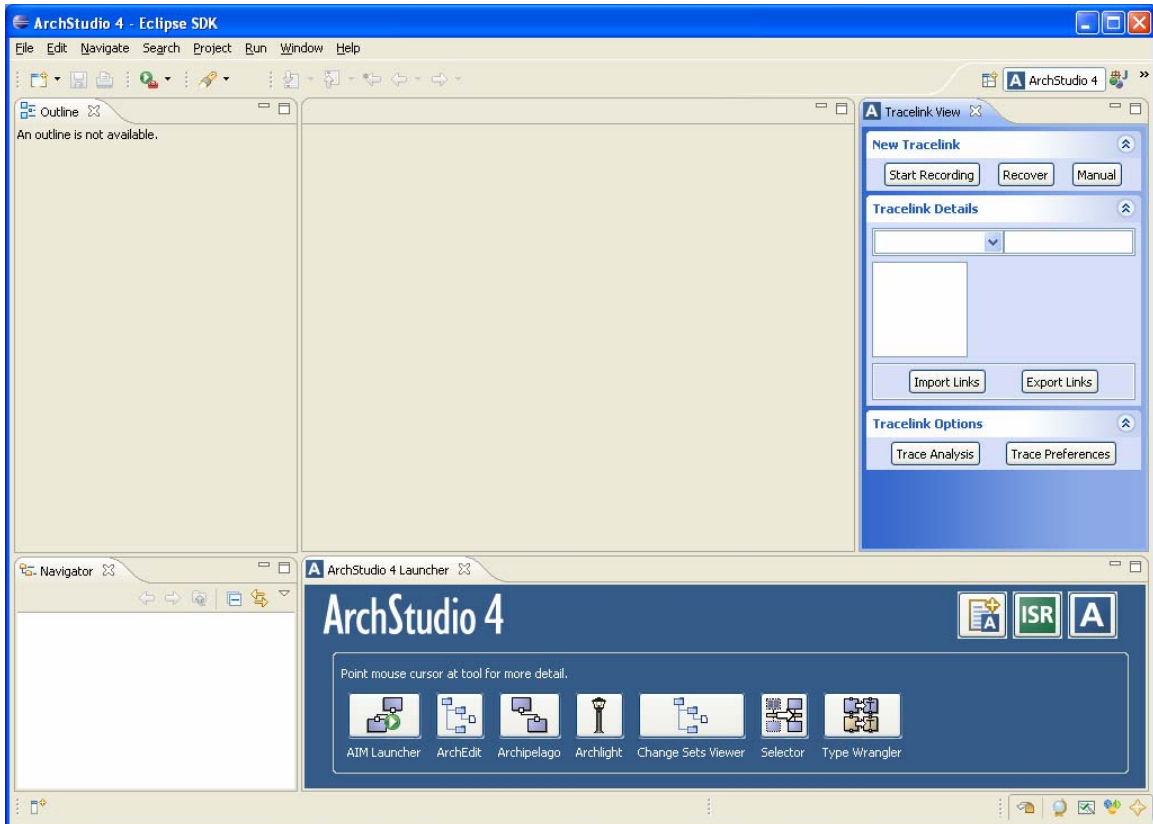 ArchStudio 4 - Eclipse SDK
File Edit Navigate Search Project Run Window Help
A ArchStudio 4
Outline
An outline is not available.
A Tracelink View
New Tracelink
Start Recording Recover Manual
Tracelink Details
Import Links Export Links
Tracelink Options
Trace Analysis Trace Preferences
Navigator
A ArchStudio 4 Launcher
ArchStudio 4
A ISR A
Point mouse cursor at tool for more detail.
AIM Launcher ArchEdit Archipelago Archlight Change Sets Viewer Selector Type Wrangler